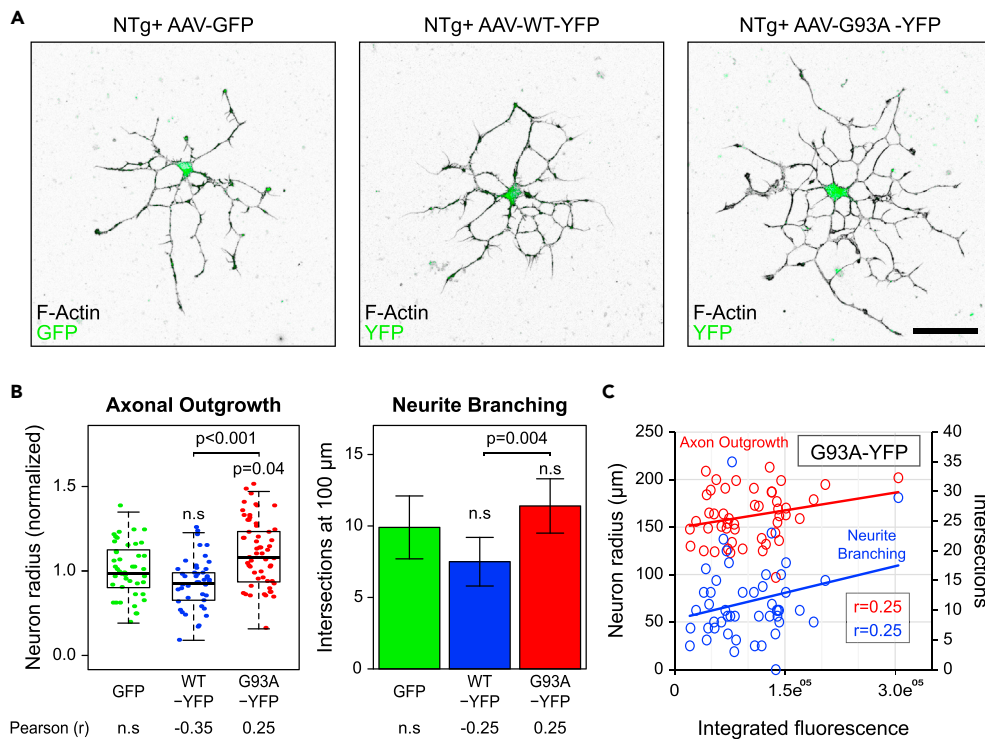 A
NTg+ AAV-GFP
NTg+ AAV-WT-YFP
NTg+ AAV-G93A -YFP
F-Actin
GFP
F-Actin
YFP
F-Actin
YFP
B
Axonal Outgrowth
Neuron radius (normalized)
1.5
1.0
0.0
p<0.001
p=0.04
n.s
GFP
WT
−YFP
G93A
−YFP
Pearson (r)
n.s
-0.35
0.25
Neurite Branching
Intersections at 100 µm
15
10
5
0
p=0.004
n.s
n.s
GFP
WT
−YFP
G93A
−YFP
n.s
-0.25
0.25
C
Axon Outgrowth
G93A-YFP
Neurite
Branching
r=0.25
r=0.25
Neuron radius (µm)
250
200
150
100
50
0
Intersections
40
35
30
25
20
15
10
5
0
0
1.5e⁰⁵
3.0e⁰⁵
Integrated fluorescence